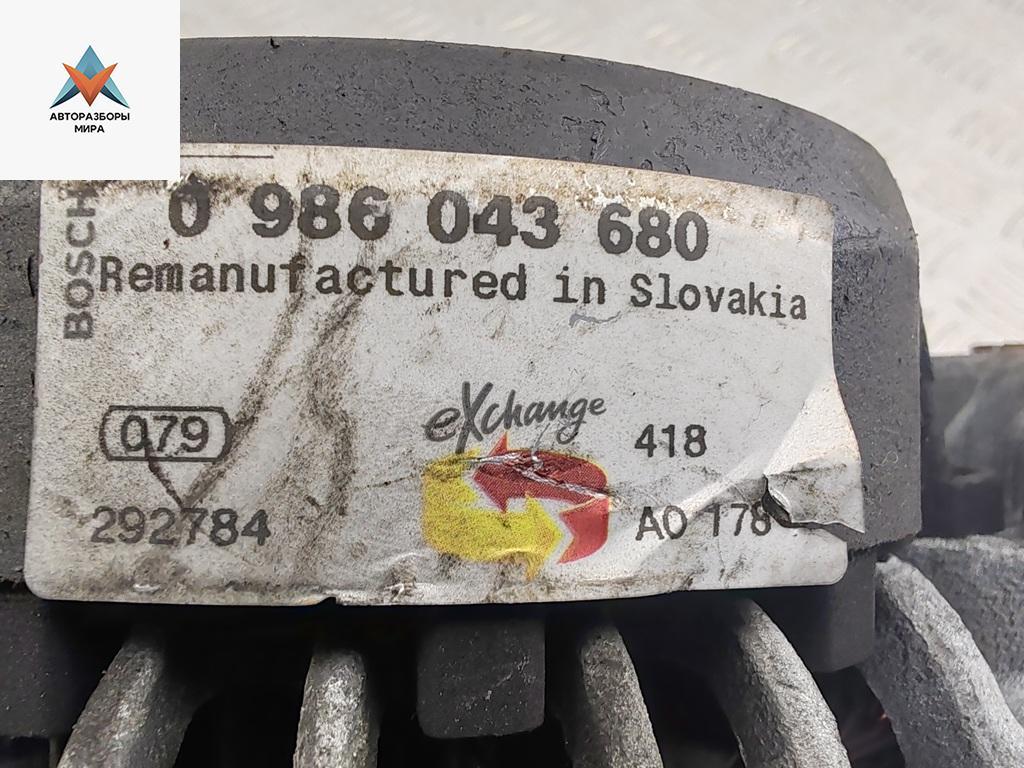 АВТОРАЗБОРЫ
МИРА
BOSCH
0 986 043 680
Remanufactured in Slovakia
eXchange
079
418
292784
AO 178